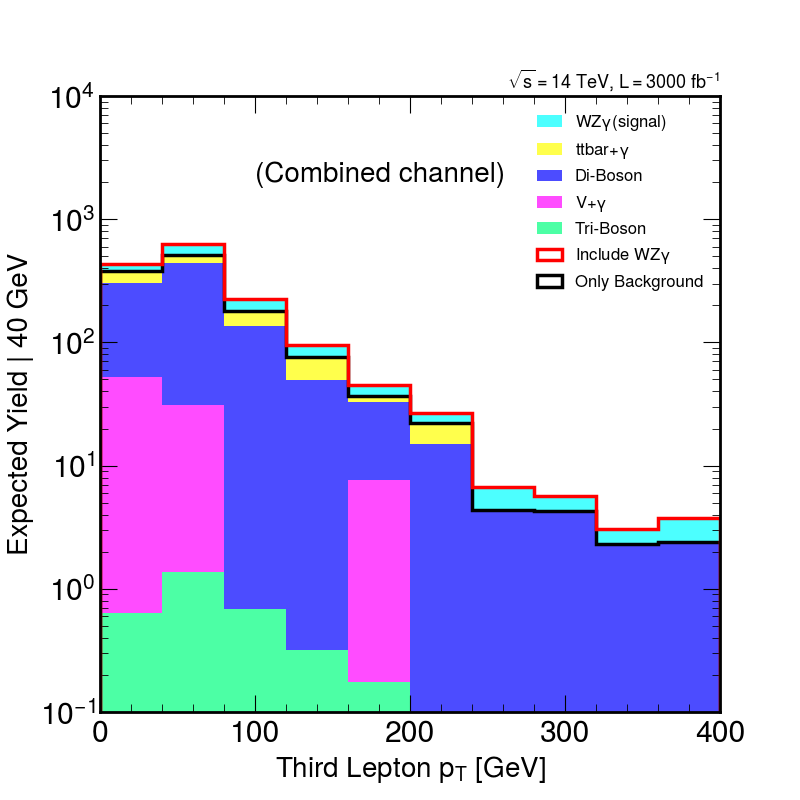 √s = 14 TeV, L = 3000 fb⁻¹
10⁴
WZγ(signal)
ttbar+γ
(Combined channel)
Di-Boson
V+γ
10³
Tri-Boson
Include WZγ
Only Background
10²
10¹
10⁰
10⁻¹
Expected Yield | 40 GeV
0 100 200 300 400
Third Lepton pT [GeV]